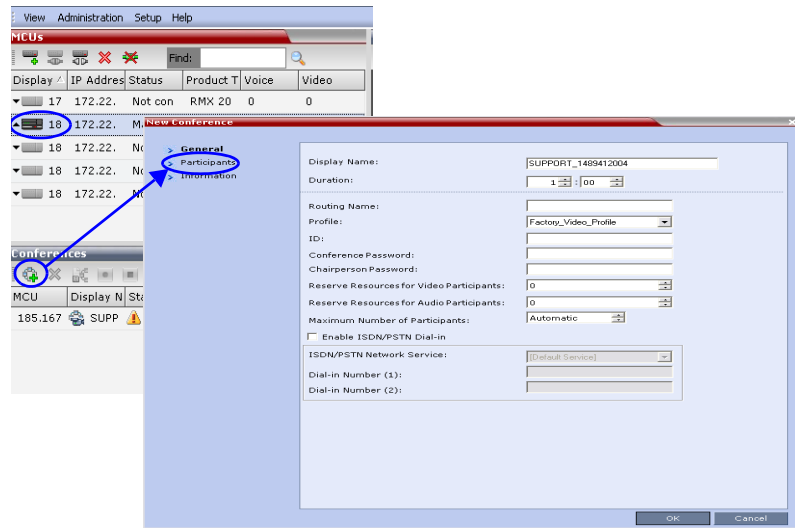 View Administration Setup Help
MCUs
Find:
Display IP Addres Status Product T Voice Video
17 172.22. Not con RMX 20 0 0
18 172.22. M
18 172.22. No
18 172.22. No
18 172.22. No
Conferences
MCU Display N Sta
185.167 SUPP
New Conference
General
Participants
Information
Display Name: SUPPORT_1489412004
Duration: 1 : 00
Routing Name:
Profile: Factory_Video_Profile
ID:
Conference Password:
Chairperson Password:
Reserve Resources for Video Participants: 0
Reserve Resources for Audio Participants: 0
Maximum Number of Participants: Automatic
Enable ISDN/PSTN Dial-in
ISDN/PSTN Network Service: [Default Service]
Dial-in Number (1):
Dial-in Number (2):
OK Cancel